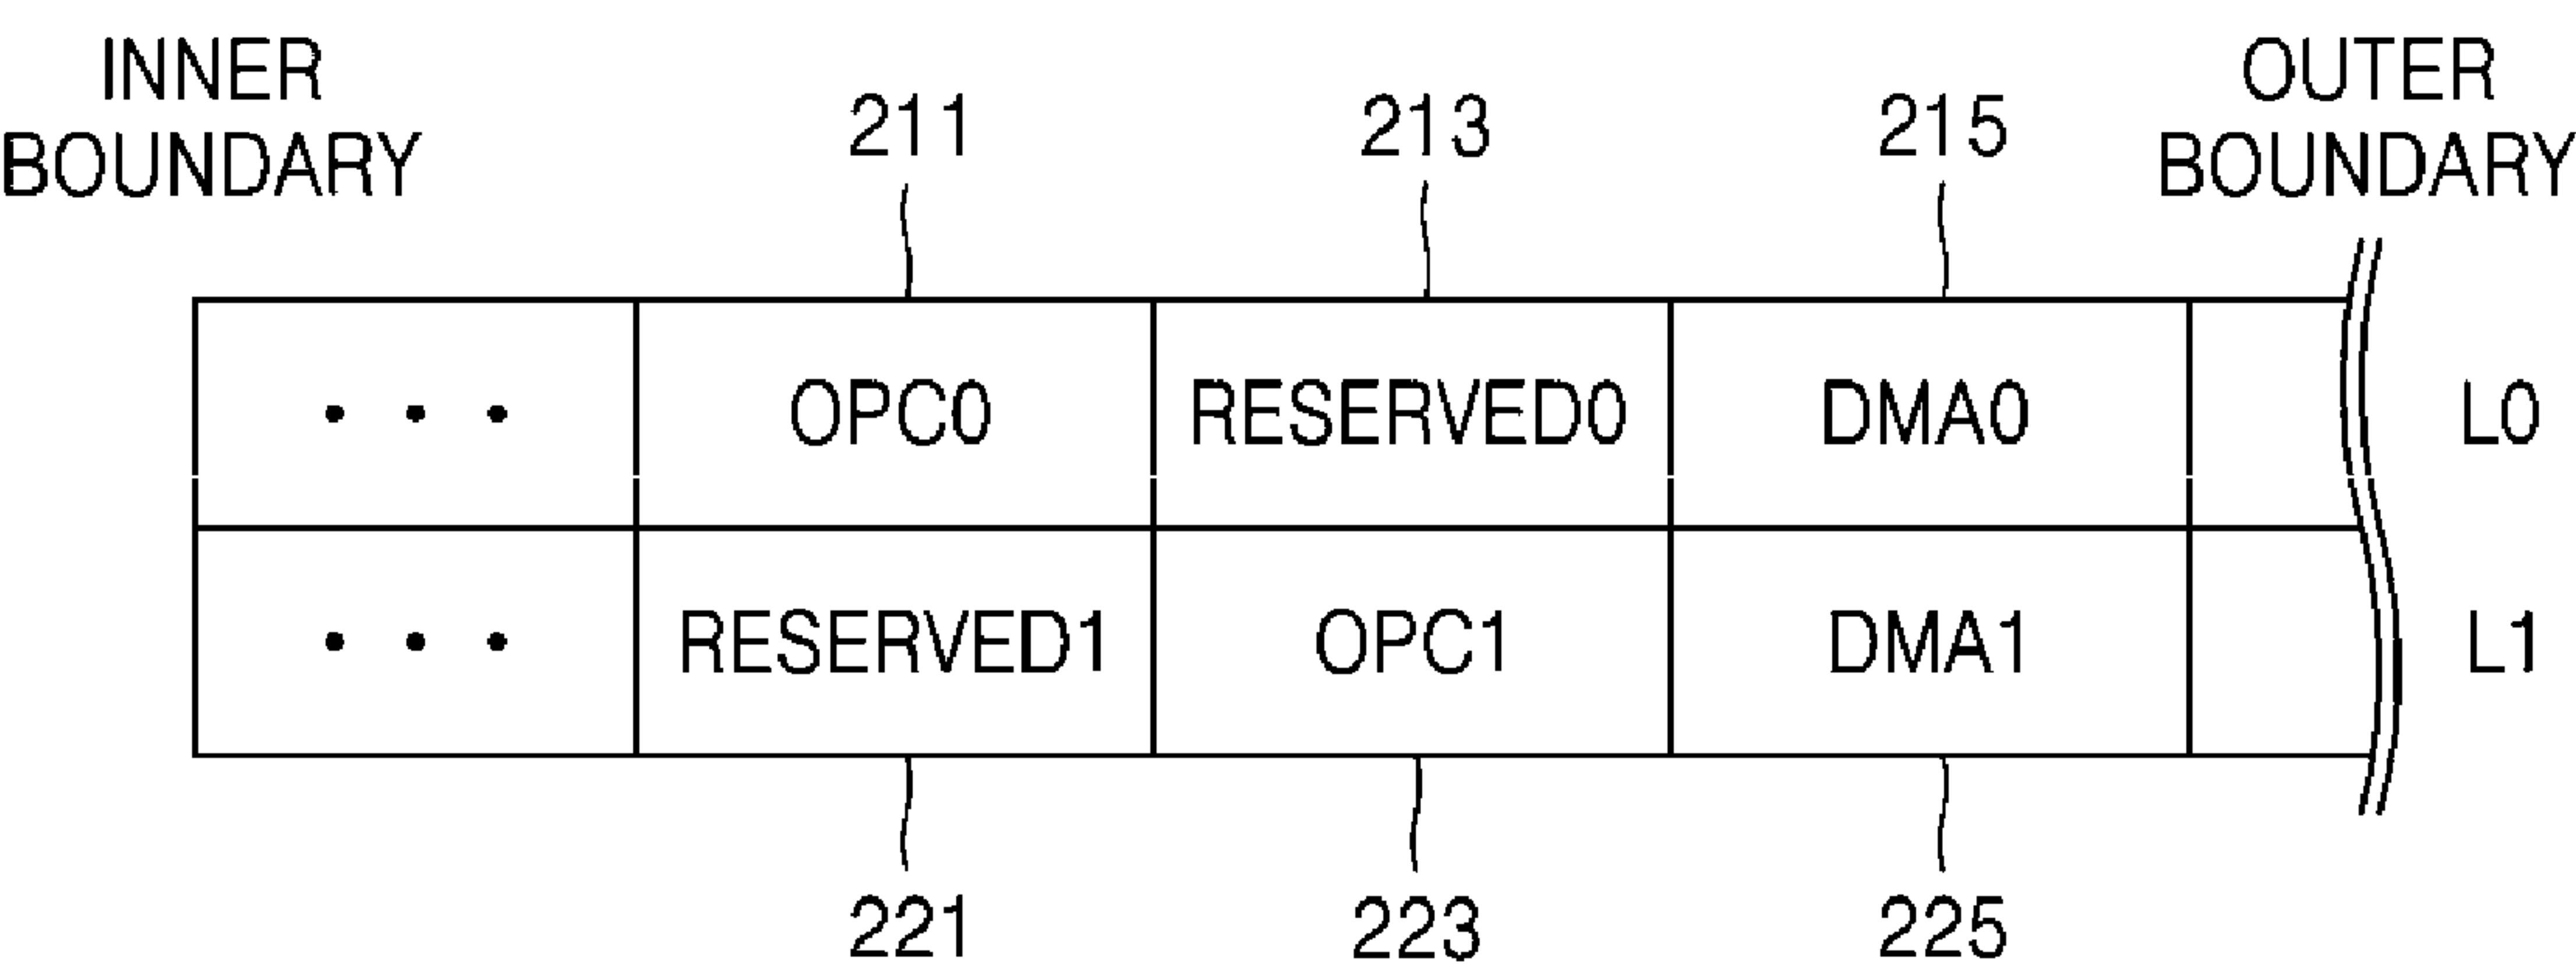 INNER
BOUNDARY
211
213
215
OUTER
BOUNDARY
• • •
OPC0
RESERVED0
DMA0
L0
• • •
RESERVED1
OPC1
DMA1
L1
221
223
225